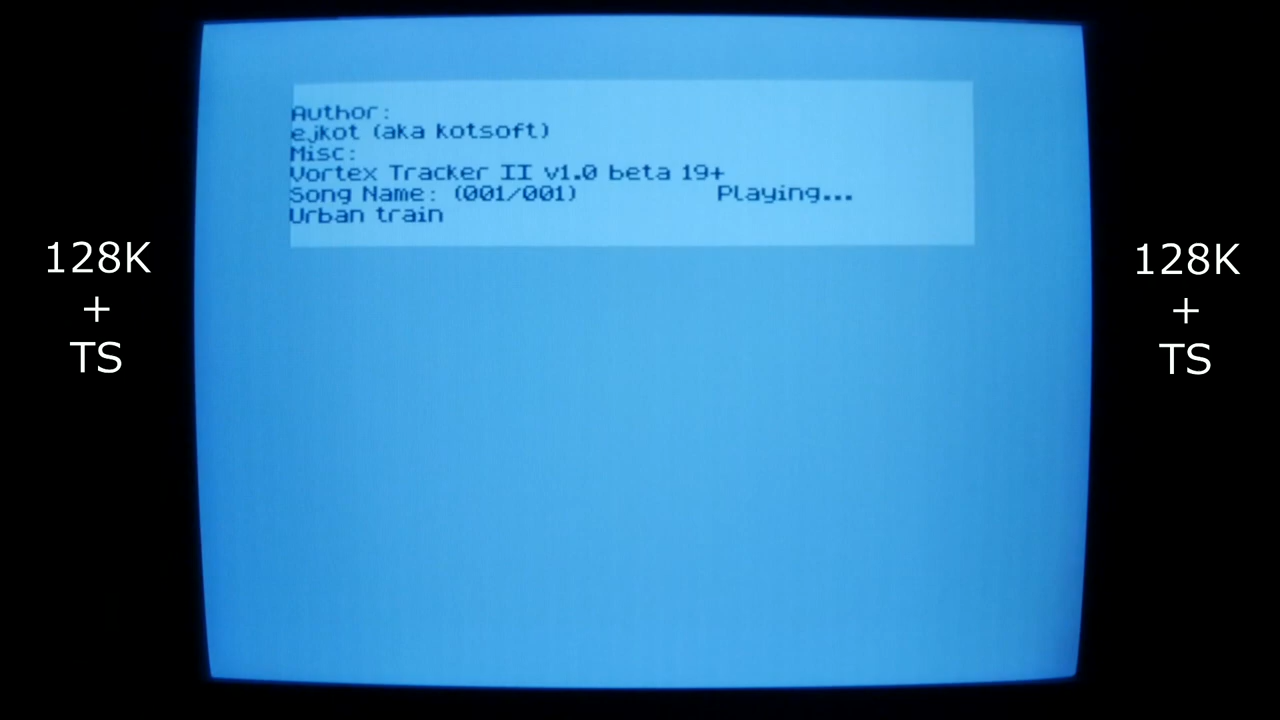 Author:
ejkot (aka kotsoft)
Misc:
Vortex Tracker II v1.0 beta 19+
Song Name: (001/001) Playing...
Urban train
128K
+
TS
128K
+
TS